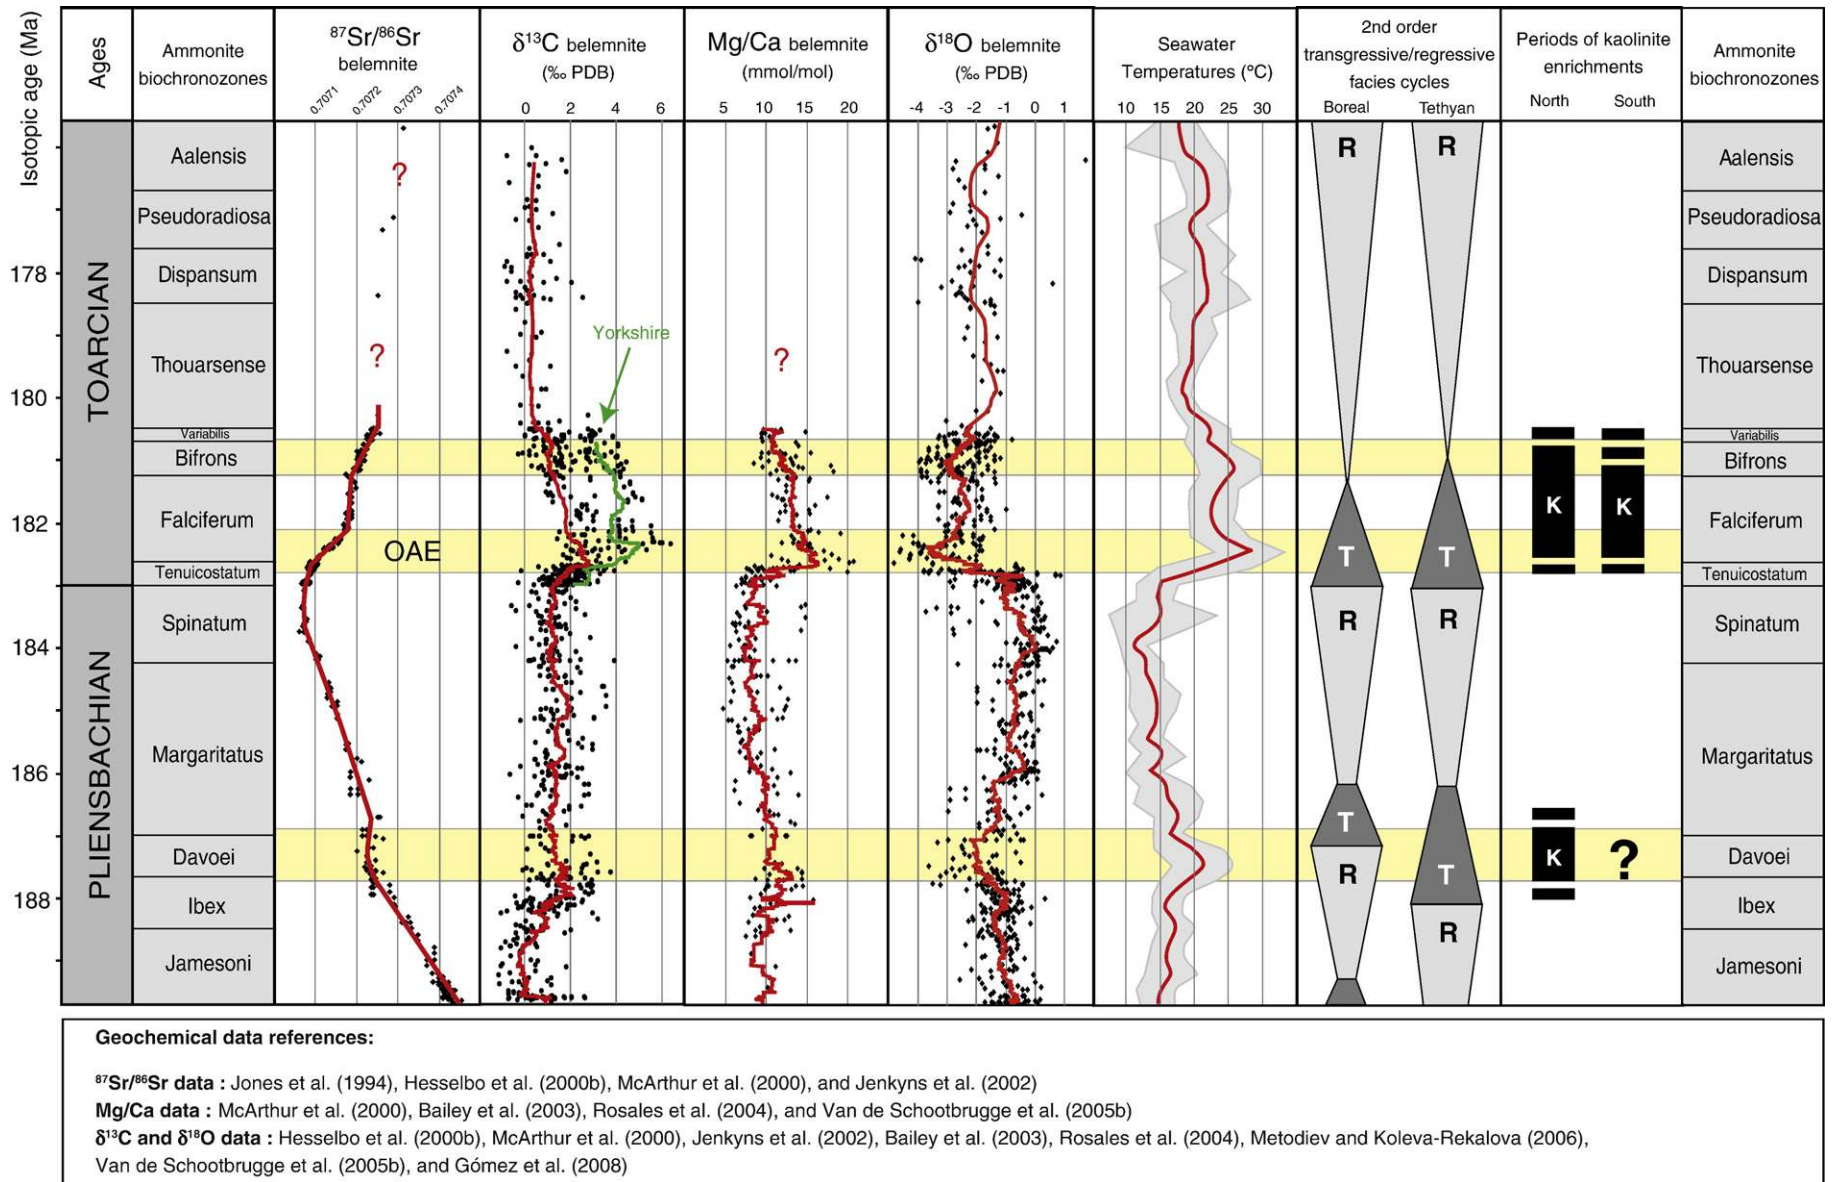 Isotopic age (Ma)
Ages
Ammonite
biochronozones
⁸⁷Sr/⁸⁶Sr
belemnite
0.7071
0.7072
0.7073
0.7074
δ¹³C belemnite
(‰ PDB)
0 2 4 6
Mg/Ca belemnite
(mmol/mol)
5 10 15 20
δ¹⁸O belemnite
(‰ PDB)
-4 -3 -2 -1 0 1
Seawater
Temperatures (°C)
10 15 20 25 30
2nd order
transgressive/regressive
facies cycles
Boreal Tethyan
Periods of kaolinite
enrichments
North South
Ammonite
biochronozones
178
180
182
184
186
188
TOARCIAN
PLIENSBACHIAN
Aalensis
Pseudoradiosa
Dispansum
Thouarsense
Variabilis
Bifrons
Falciferum
Tenuicostatum
Spinatum
Margaritatus
Davoei
Ibex
Jamesoni
?
?
OAE
Yorkshire
?
R
T
R
T
R
R
T
R
T
R
K
K
K
?
Aalensis
Pseudoradiosa
Dispansum
Thouarsense
Variabilis
Bifrons
Falciferum
Tenuicostatum
Spinatum
Margaritatus
Davoei
Ibex
Jamesoni
Geochemical data references:
⁸⁷Sr/⁸⁶Sr data : Jones et al. (1994), Hesselbo et al. (2000b), McArthur et al. (2000), and Jenkyns et al. (2002)
Mg/Ca data : McArthur et al. (2000), Bailey et al. (2003), Rosales et al. (2004), and Van de Schootbrugge et al. (2005b)
δ¹³C and δ¹⁸O data : Hesselbo et al. (2000b), McArthur et al. (2000), Jenkyns et al. (2002), Bailey et al. (2003), Rosales et al. (2004), Metodiev and Koleva-Rekalova (2006),
Van de Schootbrugge et al. (2005b), and Gómez et al. (2008)